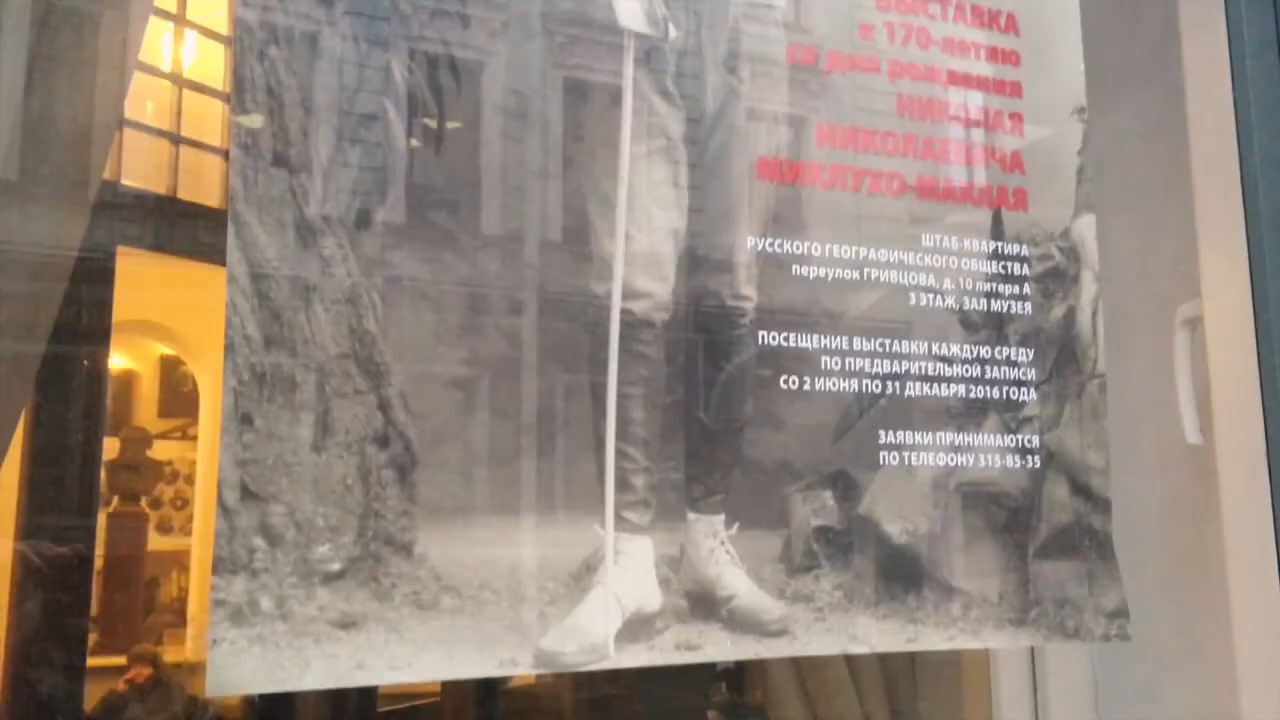 ВЫСТАВКА
к 170-летию
со дня рождения
НИКОЛАЯ
НИКОЛАЕВИЧА
МИКЛУХО-МАКЛАЯ
ШТАБ-КВАРТИРА
РУССКОГО ГЕОГРАФИЧЕСКОГО ОБЩЕСТВА
переулок ГРИВЦОВА, д. 10 литера А
3 ЭТАЖ, ЗАЛ МУЗЕЯ
ПОСЕЩЕНИЕ ВЫСТАВКИ КАЖДУЮ СРЕДУ
ПО ПРЕДВАРИТЕЛЬНОЙ ЗАПИСИ
СО 2 ИЮНЯ ПО 31 ДЕКАБРЯ 2016 ГОДА
ЗАЯВКИ ПРИНИМАЮТСЯ
ПО ТЕЛЕФОНУ 315-85-35